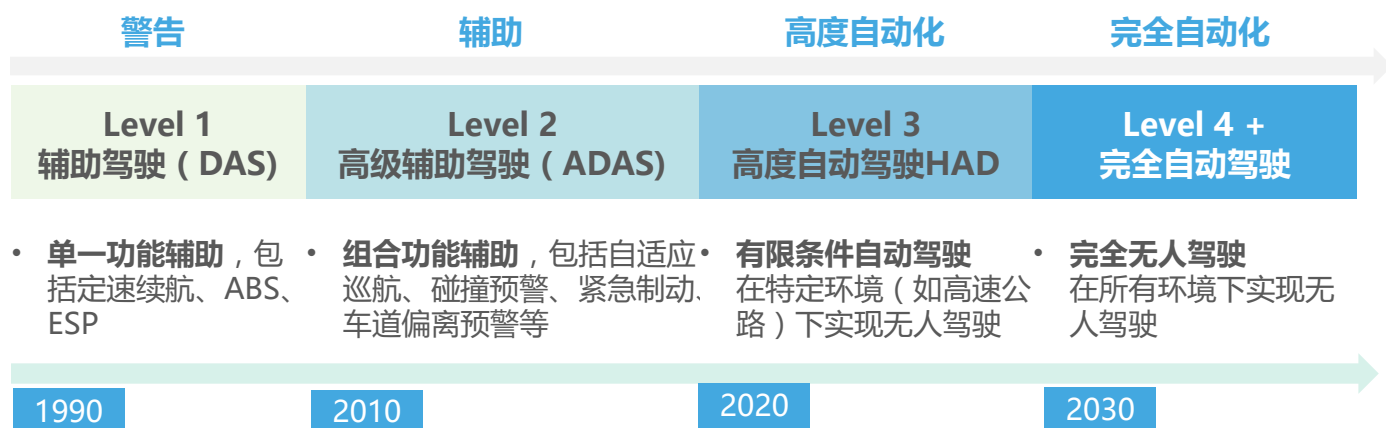 警告
辅助
高度自动化
完全自动化
Level 1
辅助驾驶（DAS)
Level 2
高级辅助驾驶（ADAS)
Level 3
高度自动驾驶HAD
Level 4 +
完全自动驾驶
• 单一功能辅助，包
括定速续航、ABS、
ESP
• 组合功能辅助，包括自适应
巡航、碰撞预警、紧急制动、
车道偏离预警等
• 有限条件自动驾驶
在特定环境（如高速公
路）下实现无人驾驶
• 完全无人驾驶
在所有环境下实现无
人驾驶
1990
2010
2020
2030